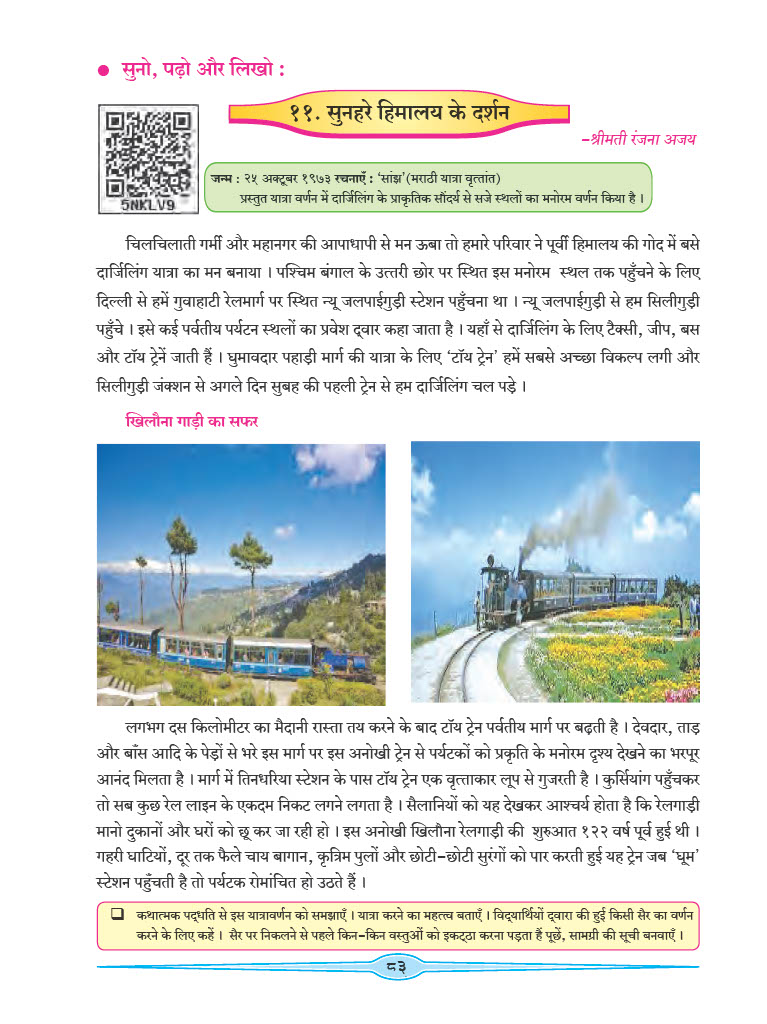 ● सुनो, पढ़ो और लिखो :
११. सुनहरे हिमालय के दर्शन
–श्रीमती रंजना अजय
5NKLV9
जन्म : २५ अक्टूबर १९७३ रचनाएँ : ‘सांझ’(मराठी यात्रा वृत्तांत)
प्रस्तुत यात्रा वर्णन में दार्जिलिंग के प्राकृतिक सौंदर्य से सजे स्थलों का मनोरम वर्णन किया है ।
चिलचिलाती गर्मी और महानगर की आपाधापी से मन ऊबा तो हमारे परिवार ने पूर्वी हिमालय की गोद में बसे
दार्जिलिंग यात्रा का मन बनाया । पश्चिम बंगाल के उत्तरी छोर पर स्थित इस मनोरम स्थल तक पहुँचने के लिए
दिल्ली से हमें गुवाहाटी रेलमार्ग पर स्थित न्यू जलपाईगुड़ी स्टेशन पहुँचना था । न्यू जलपाईगुड़ी से हम सिलीगुड़ी
पहुँचे । इसे कई पर्वतीय पर्यटन स्थलों का प्रवेश द्वार कहा जाता है । यहाँ से दार्जिलिंग के लिए टैक्सी, जीप, बस
और टॉय ट्रेनें जाती हैं । घुमावदार पहाड़ी मार्ग की यात्रा के लिए ‘टॉय ट्रेन’ हमें सबसे अच्छा विकल्प लगी और
सिलीगुड़ी जंक्शन से अगले दिन सुबह की पहली ट्रेन से हम दार्जिलिंग चल पड़े ।
खिलौना गाड़ी का सफर
लगभग दस किलोमीटर का मैदानी रास्ता तय करने के बाद टॉय ट्रेन पर्वतीय मार्ग पर बढ़ती है । देवदार, ताड़
और बाँस आदि के पेड़ों से भरे इस मार्ग पर इस अनोखी ट्रेन से पर्यटकों को प्रकृति के मनोरम दृश्य देखने का भरपूर
आनंद मिलता है । मार्ग में तिनधरिया स्टेशन के पास टॉय ट्रेन एक वृत्ताकार लूप से गुजरती है । कुर्सियांग पहुँचकर
तो सब कुछ रेल लाइन के एकदम निकट लगने लगता है । सैलानियों को यह देखकर आश्चर्य होता है कि रेलगाड़ी
मानो दुकानों और घरों को छू कर जा रही हो । इस अनोखी खिलौना रेलगाड़ी की शुरुआत १२२ वर्ष पूर्व हुई थी ।
गहरी घाटियों, दूर तक फैले चाय बागान, कृत्रिम पुलों और छोटी–छोटी सुरंगों को पार करती हुई यह ट्रेन जब ‘घूम’
स्टेशन पहुँचती है तो पर्यटक रोमांचित हो उठते हैं ।
❑ कथात्मक पद्धति से इस यात्रावर्णन को समझाएँ । यात्रा करने का महत्त्व बताएँ । विद्यार्थियों द्वारा की हुई किसी सैर का वर्णन
करने के लिए कहें । सैर पर निकलने से पहले किन–किन वस्तुओं को इकट्ठा करना पड़ता हैं पूछें, सामग्री की सूची बनवाएँ ।
८३